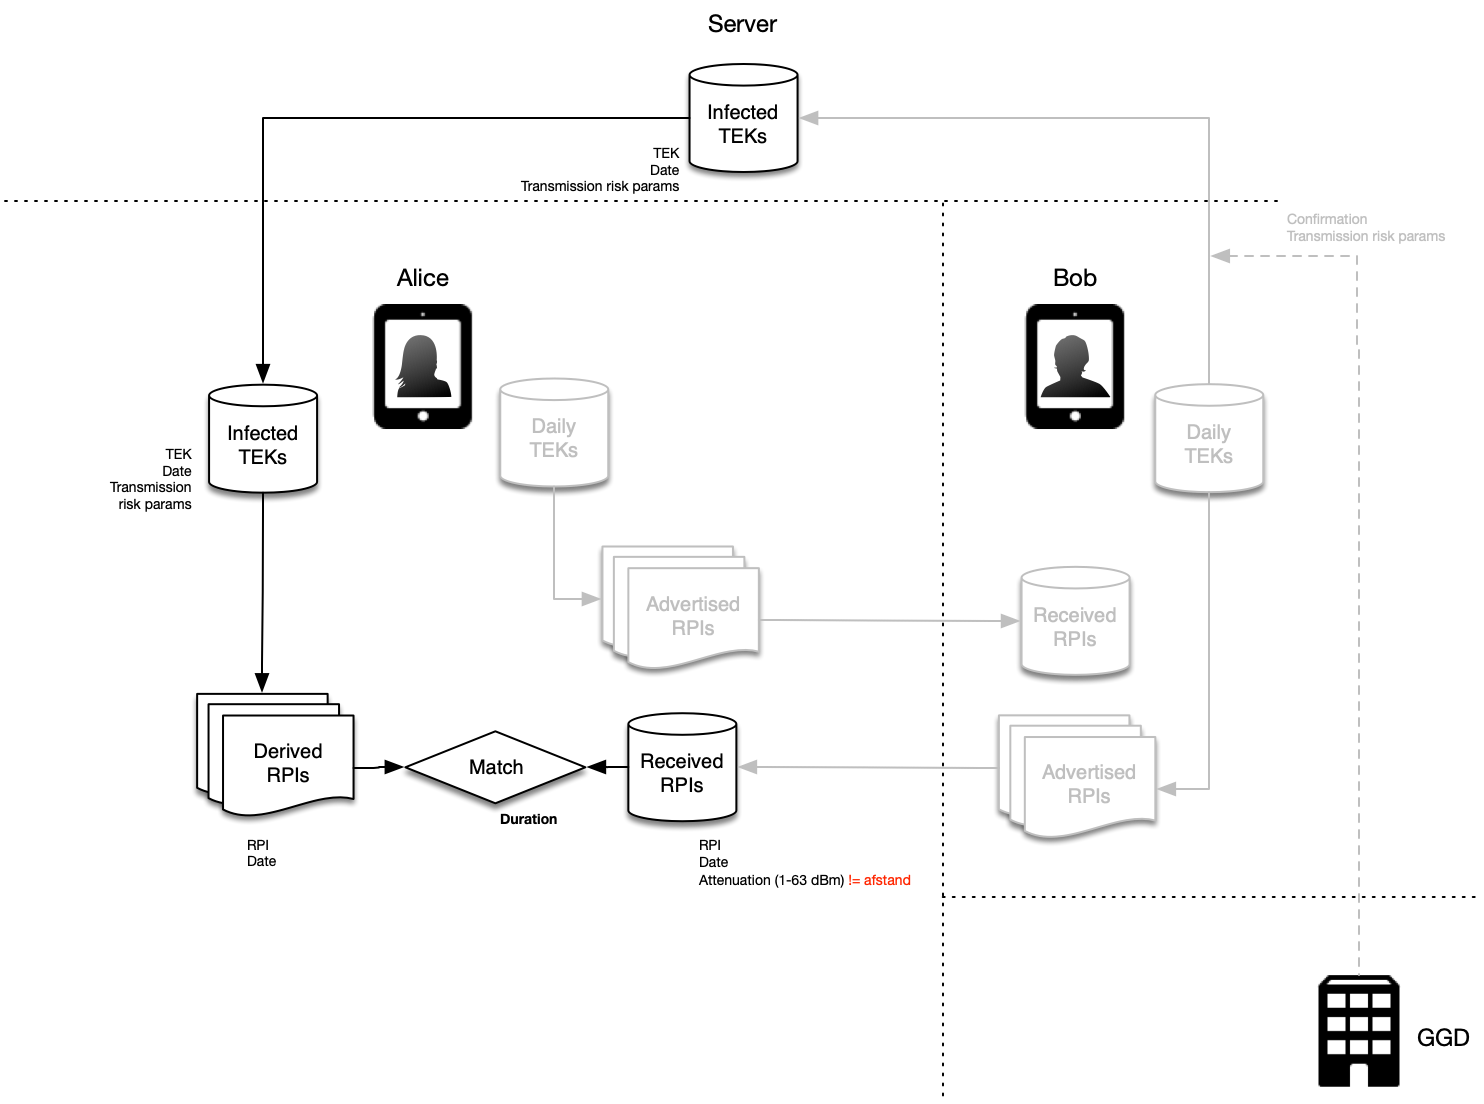 Server
Infected
TEKs
TEK
Date
Transmission risk params
Confirmation
Transmission risk params
Alice
Bob
Infected
TEKs
TEK
Date
Transmission
risk params
Daily
TEKs
Daily
TEKs
Advertised
RPIs
Received
RPIs
Derived
RPIs
Match
Duration
Received
RPIs
Advertised
RPIs
RPI
Date
RPI
Date
Attenuation (1-63 dBm) != afstand
GGD